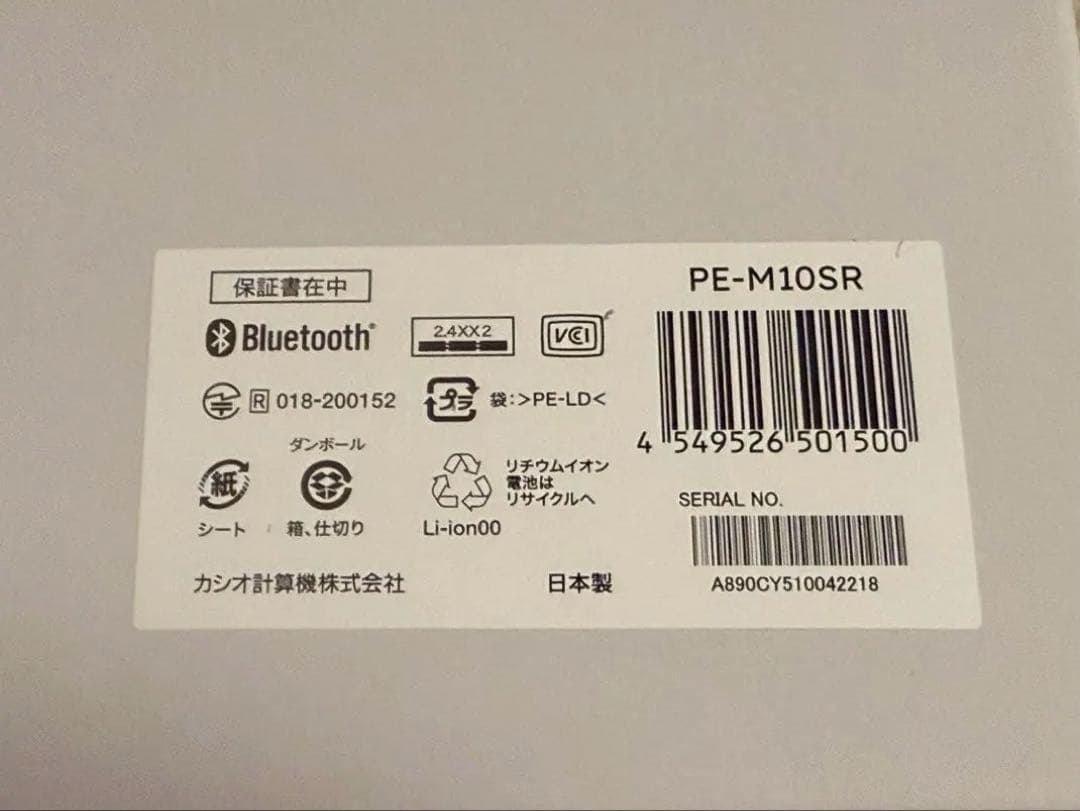 保証書在中
PE-M10SR
Bluetooth®
2.4XX2
VCCI
R 018-200152
プラ
袋:>PE-LD<
4 549526 501500
ダンボール
紙
リチウムイオン
電池は
リサイクルへ
シート
箱、仕切り
Li-ion00
SERIAL NO.
A890CY510042218
カシオ計算機株式会社
日本製